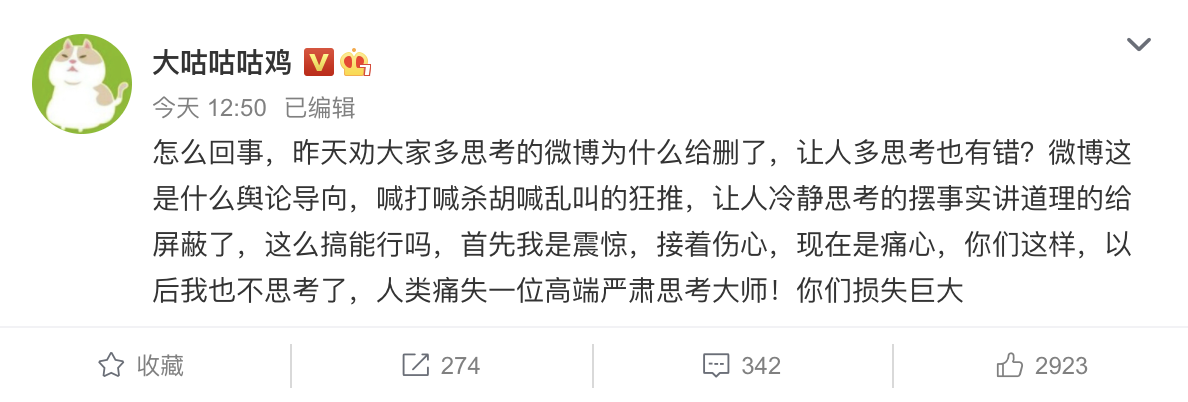 大咕咕咕鸡
今天 12:50 已编辑
怎么回事，昨天劝大家多思考的微博为什么给删了，让人多思考也有错？微博这
是什么舆论导向，喊打喊杀胡喊乱叫的狂推，让人冷静思考的摆事实讲道理的给
屏蔽了，这么搞能行吗，首先我是震惊，接着伤心，现在是痛心，你们这样，以
后我也不思考了，人类痛失一位高端严肃思考大师！你们损失巨大
收藏 274 342 2923